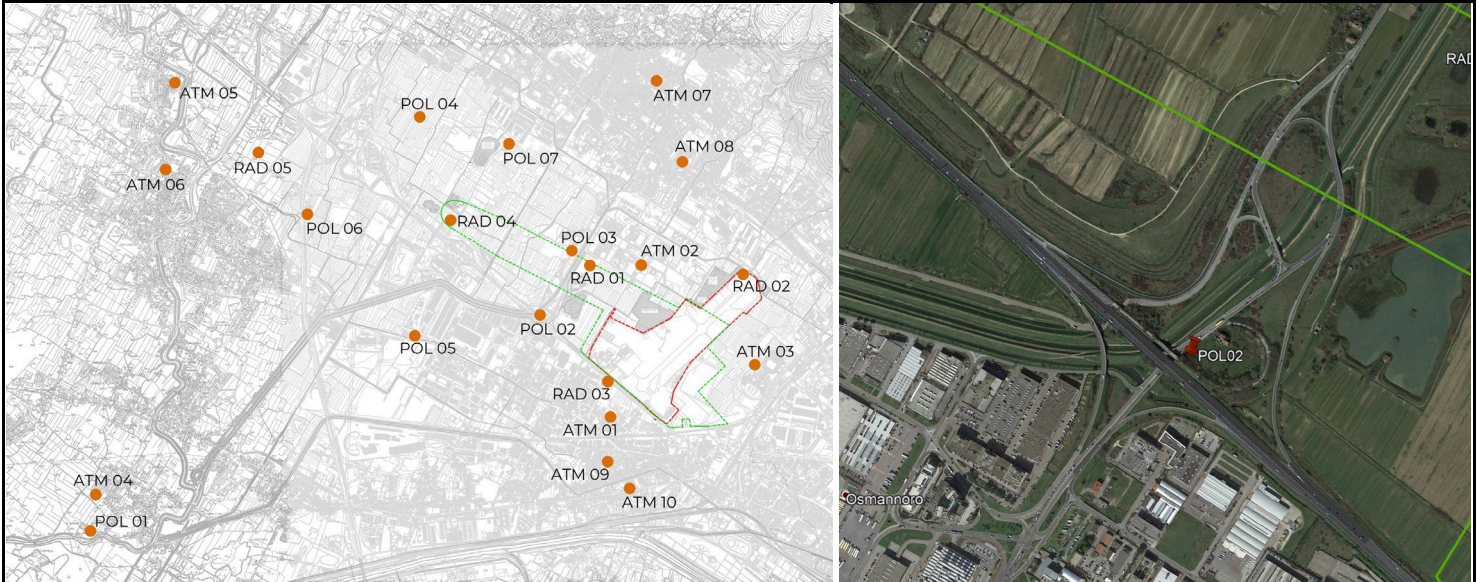 ATM 05
ATM 07
POL 04
POL 07
ATM 08
RAD 05
ATM 06
POL 06
RAD 04
POL 03
ATM 02
RAD 01
RAD 02
POL 02
POL 05
ATM 03
RAD 03
ATM 01
ATM 09
ATM 04
ATM 10
POL 01
RAD
POL02
Osmannoro